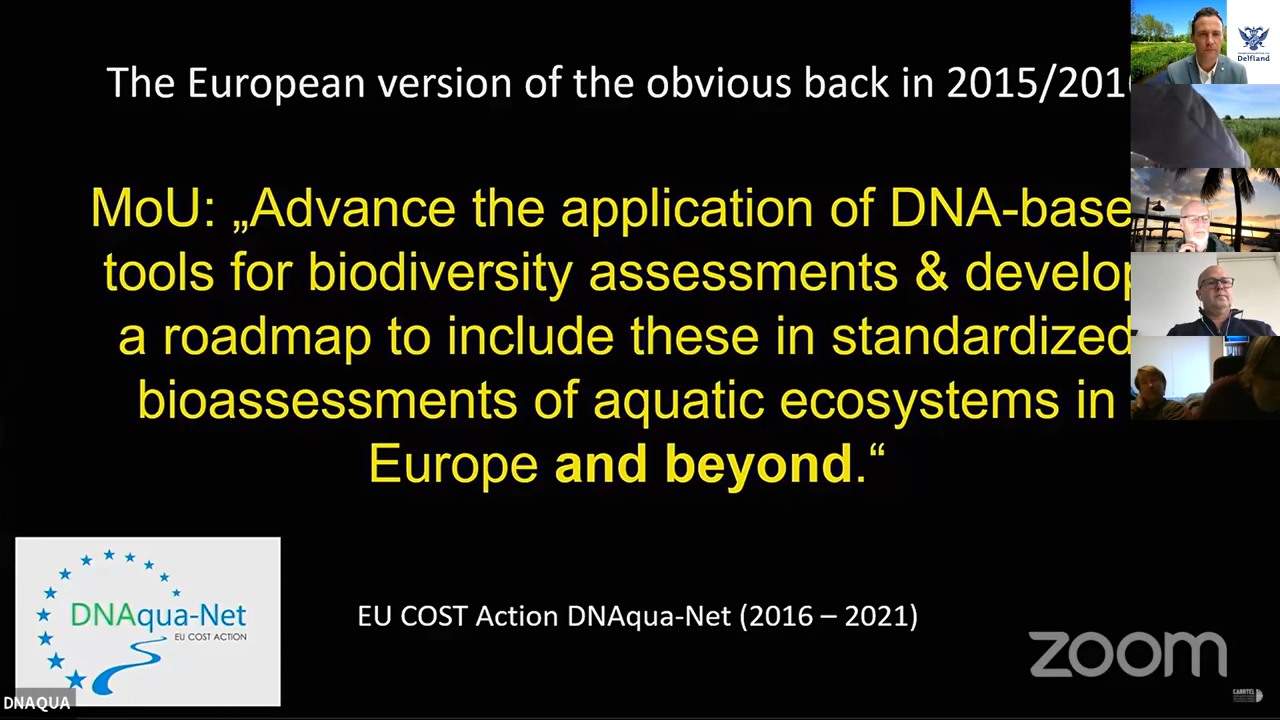 The European version of the obvious back in 2015/201
MoU: „Advance the application of DNA-base
tools for biodiversity assessments & develop
a roadmap to include these in standardized
bioassessments of aquatic ecosystems in
Europe and beyond.“
DNAqua-Net
EU COST ACTION
EU COST Action DNAqua-Net (2016 – 2021)
zoom
DNAQUA
Delfland
CARRTEL